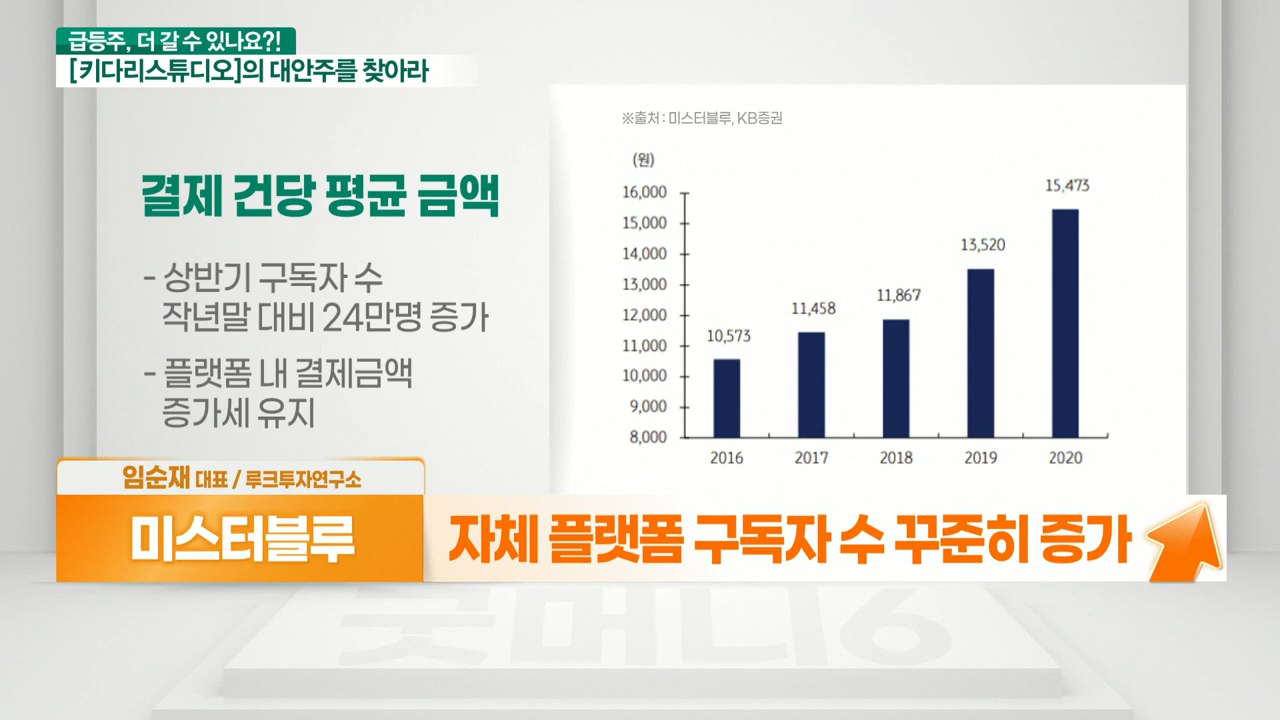 급등주, 더 갈 수 있나요?!
[키다리스튜디오]의 대안주를 찾아라
결제 건당 평균 금액
- 상반기 구독자 수
작년말 대비 24만명 증가
- 플랫폼 내 결제금액
증가세 유지
※출처 : 미스터블루, KB증권
(원)
16,000
15,000
14,000
13,000
12,000
11,000
10,000
9,000
8,000
10,573
11,458
11,867
13,520
15,473
2016
2017
2018
2019
2020
임순재 대표 / 루크투자연구소
미스터블루
자체 플랫폼 구독자 수 꾸준히 증가
굿머니6